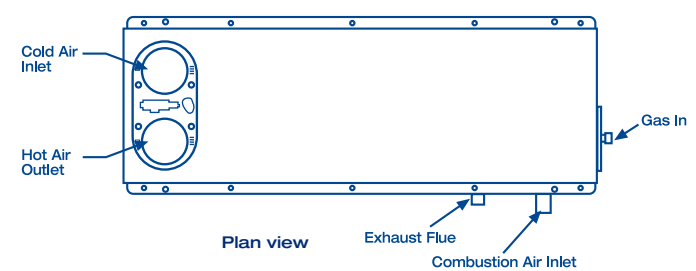 Cold Air
Inlet
Gas In
Hot Air
Outlet
Plan view
Exhaust Flue
Combustion Air Inlet